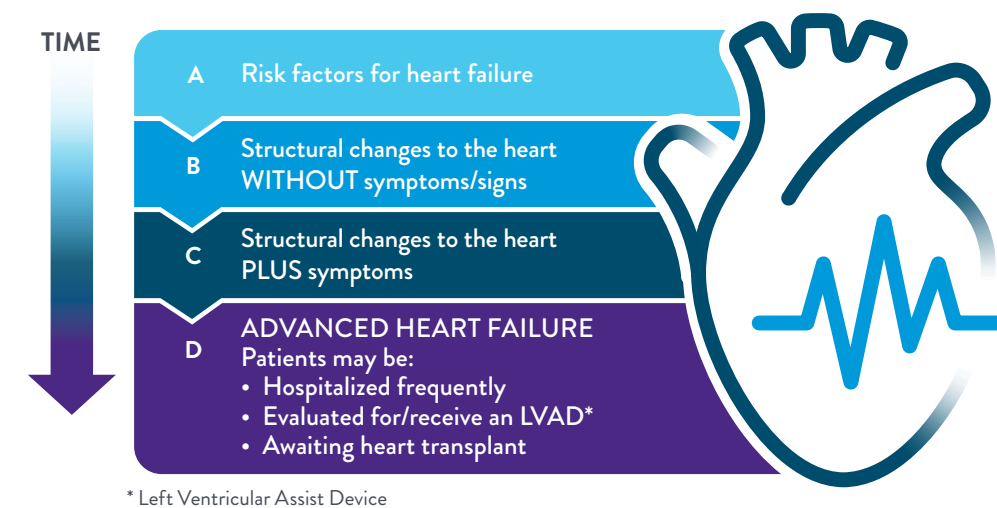 TIME
A
Risk factors for heart failure
B
Structural changes to the heart
WITHOUT symptoms/signs
C
Structural changes to the heart
PLUS symptoms
D
ADVANCED HEART FAILURE
Patients may be:
• Hospitalized frequently
• Evaluated for/receive an LVAD*
• Awaiting heart transplant
* Left Ventricular Assist Device